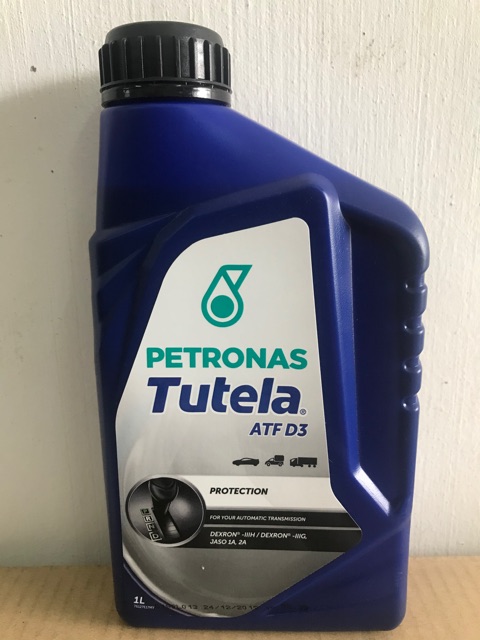 PETRONAS
Tutela®
ATF D3
PROTECTION
FOR YOUR AUTOMATIC TRANSMISSION
DEXRON® -IIIH / DEXRON® -IIIG,
JASO 1A, 2A
1L